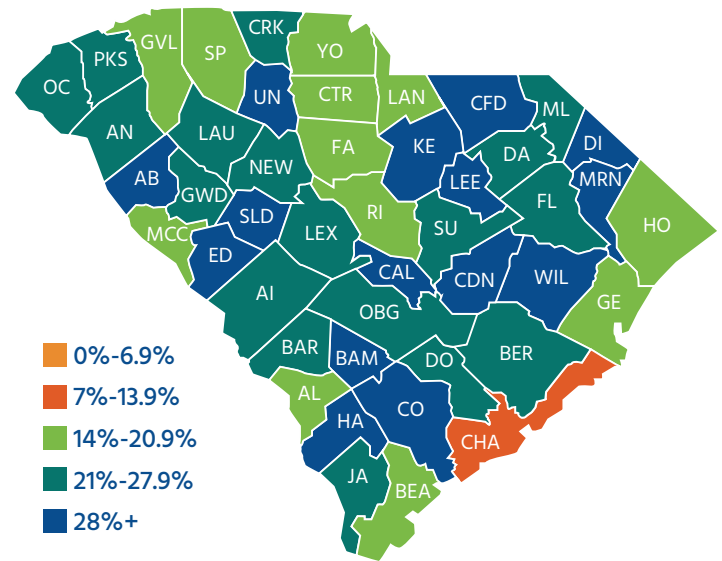 CRK
GVL
SP
YO
PKS
OC
UN
CTR
LAN
CFD
ML
AN
LAU
FA
KE
DA
DI
AB
NEW
LEE
MRN
GWD
FL
SLD
RI
SU
HO
MCC
LEX
ED
CAL
CDN
WIL
AI
GE
OBG
BAR
BAM
DO
BER
AL
HA
CO
CHA
JA
BEA
0%-6.9%
7%-13.9%
14%-20.9%
21%-27.9%
28%+